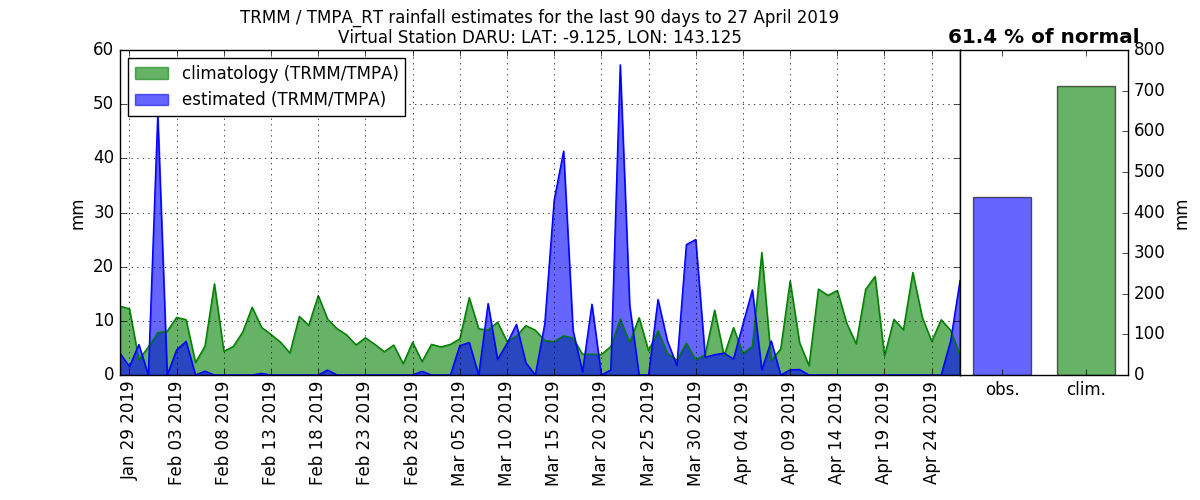 TRMM / TMPA_RT rainfall estimates for the last 90 days to 27 April 2019
Virtual Station DARU: LAT: -9.125, LON: 143.125
61.4 % of normal
climatology (TRMM/TMPA)
estimated (TRMM/TMPA)
mm
60
50
40
30
20
10
0
Jan 29 2019
Feb 03 2019
Feb 08 2019
Feb 13 2019
Feb 18 2019
Feb 23 2019
Feb 28 2019
Mar 05 2019
Mar 10 2019
Mar 15 2019
Mar 20 2019
Mar 25 2019
Mar 30 2019
Apr 04 2019
Apr 09 2019
Apr 14 2019
Apr 19 2019
Apr 24 2019
obs.
clim.
800
700
600
500
400
300
200
100
0
mm